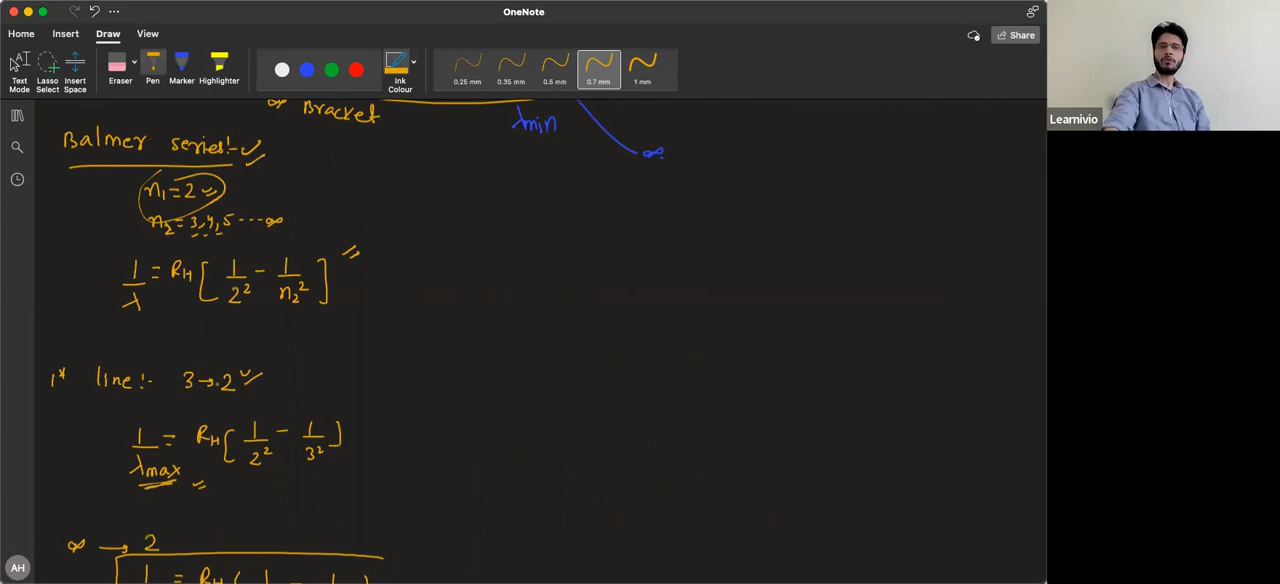 OneNote
Home Insert Draw View
Share
Text Mode
Lasso Select
Insert Space
Eraser
Pen
Marker
Highlighter
Ink Colour
0.25 mm
0.35 mm
0.5 mm
0.7 mm
1 mm
Learnivio
∞ Bracket
λmin
∞
Balmer series!- ✓
n₁ = 2 ✓
n₂ = 3, 4, 5 ---- ∞
1/λ = RH [ 1/2² - 1/n₂² ]
1st line!- 3 → 2 ✓
1/λmax = RH [ 1/2² - 1/3² ]
∞ → 2
AH